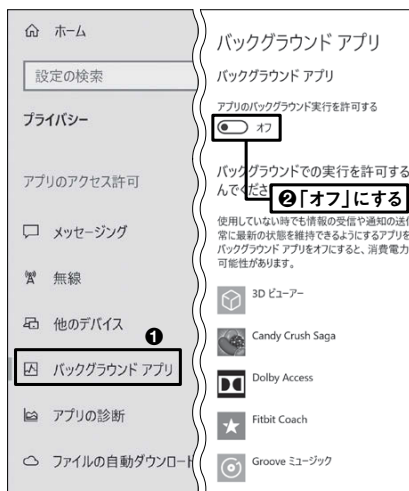 ホーム
設定の検索
プライバシー
アプリのアクセス許可
メッセージング
無線
他のデバイス
❶
バックグラウンド アプリ
アプリの診断
ファイルの自動ダウンロード
バックグラウンド アプリ
バックグラウンド アプリ
アプリのバックグラウンド実行を許可する
オフ
バックグラウンドでの実行を許可する
んでくださ
❷「オフ」にする
使用していない時でも情報の受信や通知の送信
常に最新の状態を維持できるようにするアプリを
バックグラウンド アプリをオフにすると、消費電力
可能性があります。
3D ビューアー
Candy Crush Saga
Dolby Access
Fitbit Coach
Groove ミュージック